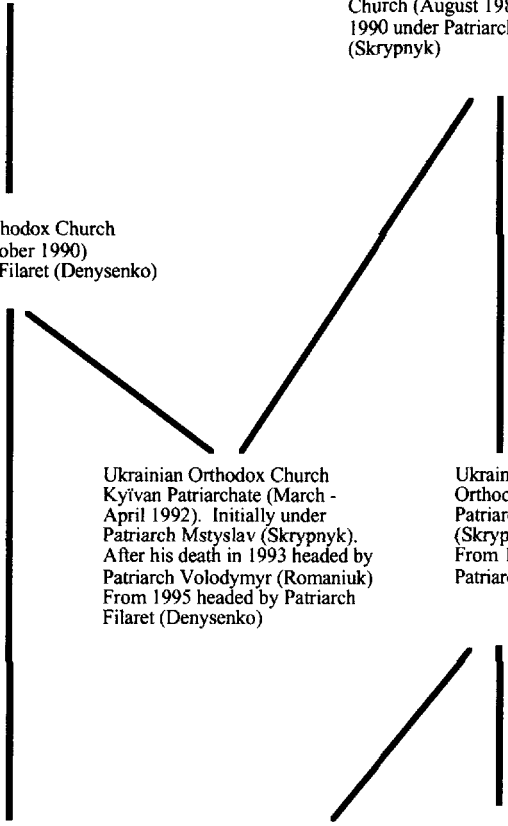 Church (August 198
1990 under Patriarch
(Skrypnyk)
hodox Church
ober 1990)
Filaret (Denysenko)
Ukrainian Orthodox Church
Kyïvan Patriarchate (March -
April 1992). Initially under
Patriarch Mstyslav (Skrypnyk).
After his death in 1993 headed by
Patriarch Volodymyr (Romaniuk)
From 1995 headed by Patriarch
Filaret (Denysenko)
Ukrain
Orthod
Patriar
(Skryp
From 1
Patriar